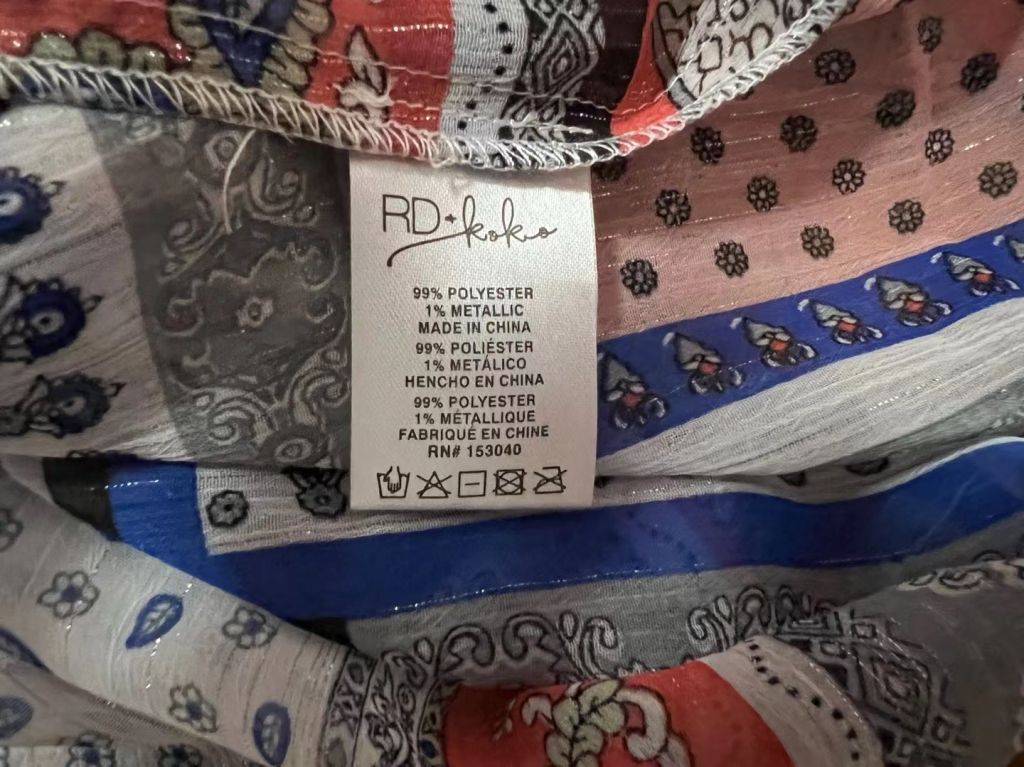 RD+koko
99% POLYESTER
1% METALLIC
MADE IN CHINA
99% POLIÉSTER
1% METÁLICO
HENCHO EN CHINA
99% POLYESTER
1% MÉTALLIQUE
FABRIQUÉ EN CHINE
RN# 153040